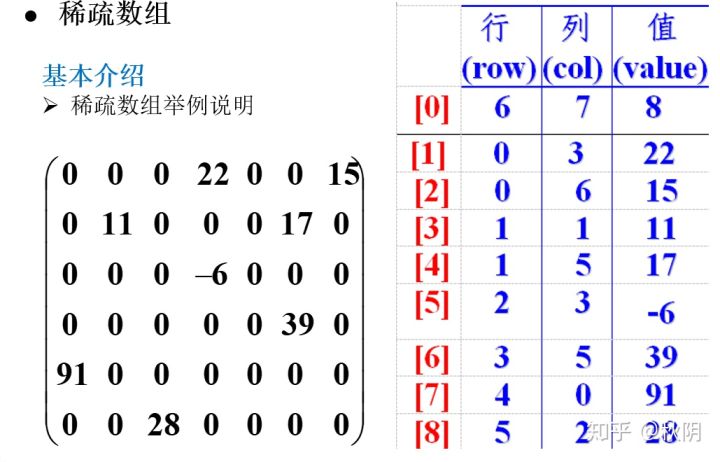 ● 稀疏数组
基本介绍
➤ 稀疏数组举例说明
0 0 0 22 0 0 15
0 11 0 0 0 17 0
0 0 0 –6 0 0 0
0 0 0 0 0 39 0
91 0 0 0 0 0 0
0 0 28 0 0 0 0
行 列 值
(row) (col) (value)
[0] 6 7 8
[1] 0 3 22
[2] 0 6 15
[3] 1 1 11
[4] 1 5 17
[5] 2 3 -6
[6] 3 5 39
[7] 4 0 91
[8] 5 2 28
知乎 @秋阴